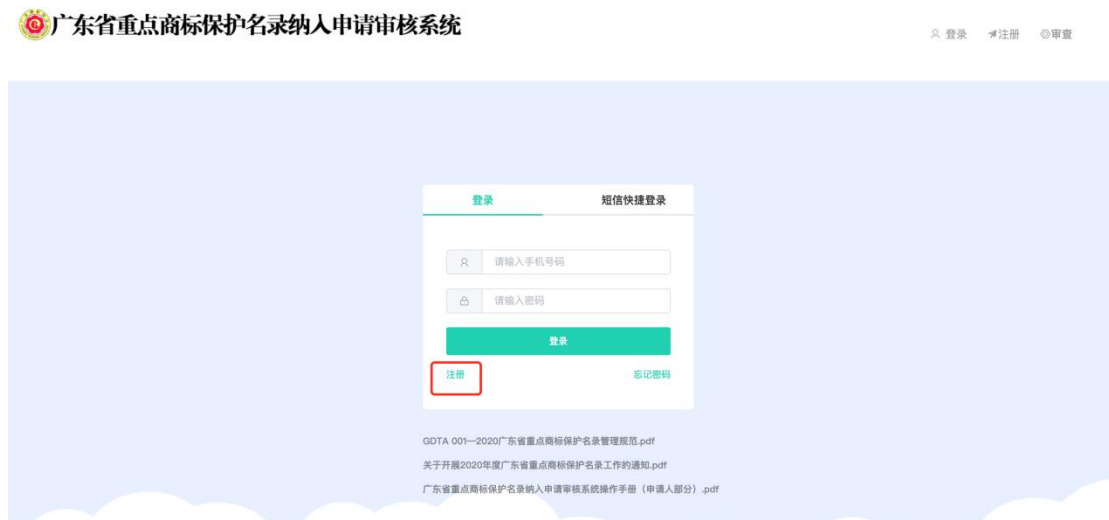 广东省重点商标保护名录纳入申请审核系统
登录 注册 审查
登录 短信快捷登录
请输入手机号码
请输入密码
登录
注册 忘记密码
GDTA 001—2020广东省重点商标保护名录管理规范.pdf
关于开展2020年度广东省重点商标保护名录工作的通知.pdf
广东省重点商标保护名录纳入申请审核系统操作手册（申请人部分）.pdf